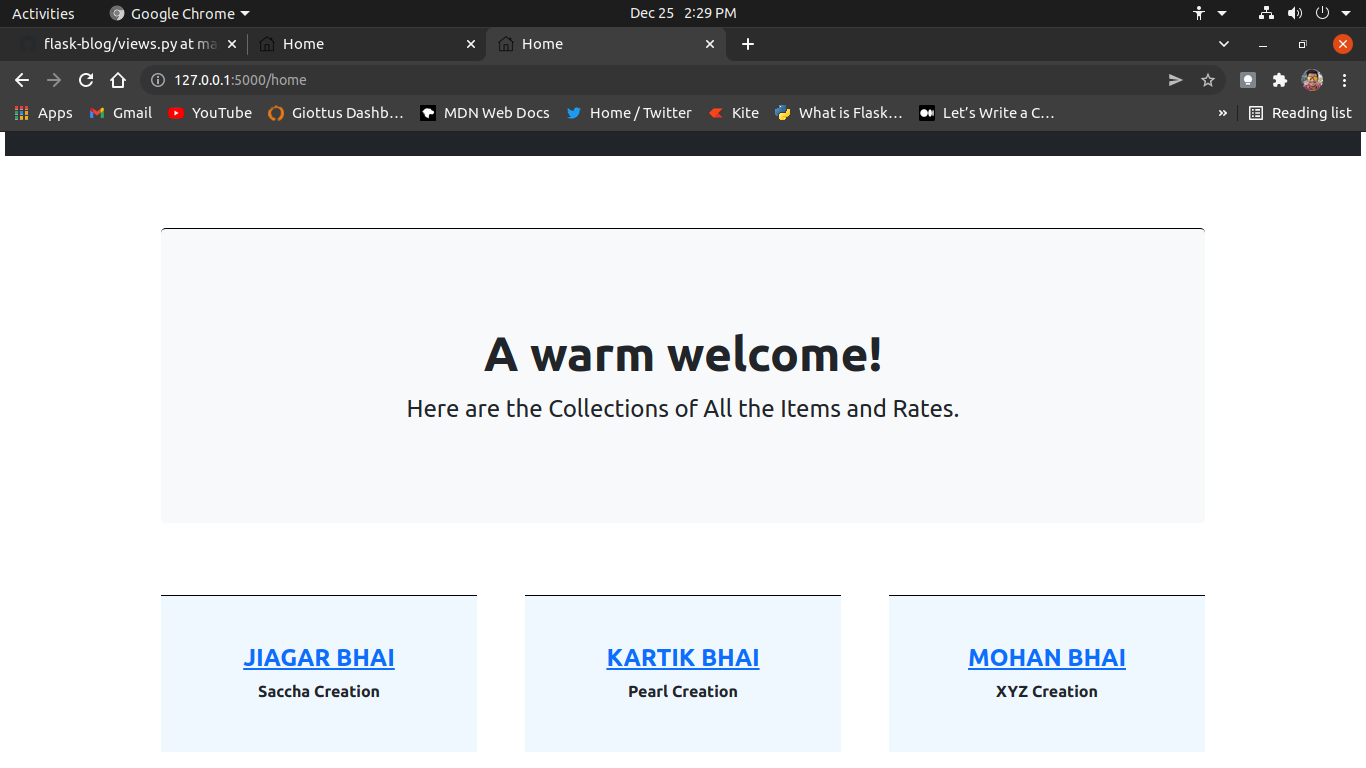 Activities Google Chrome Dec 25 2:29 PM
flask-blog/views.py at ma Home Home
127.0.0.1:5000/home
Apps Gmail YouTube Giottus Dashb… MDN Web Docs Home / Twitter Kite What is Flask… Let’s Write a C… » Reading list
A warm welcome!
Here are the Collections of All the Items and Rates.
JIAGAR BHAI
Saccha Creation
KARTIK BHAI
Pearl Creation
MOHAN BHAI
XYZ Creation